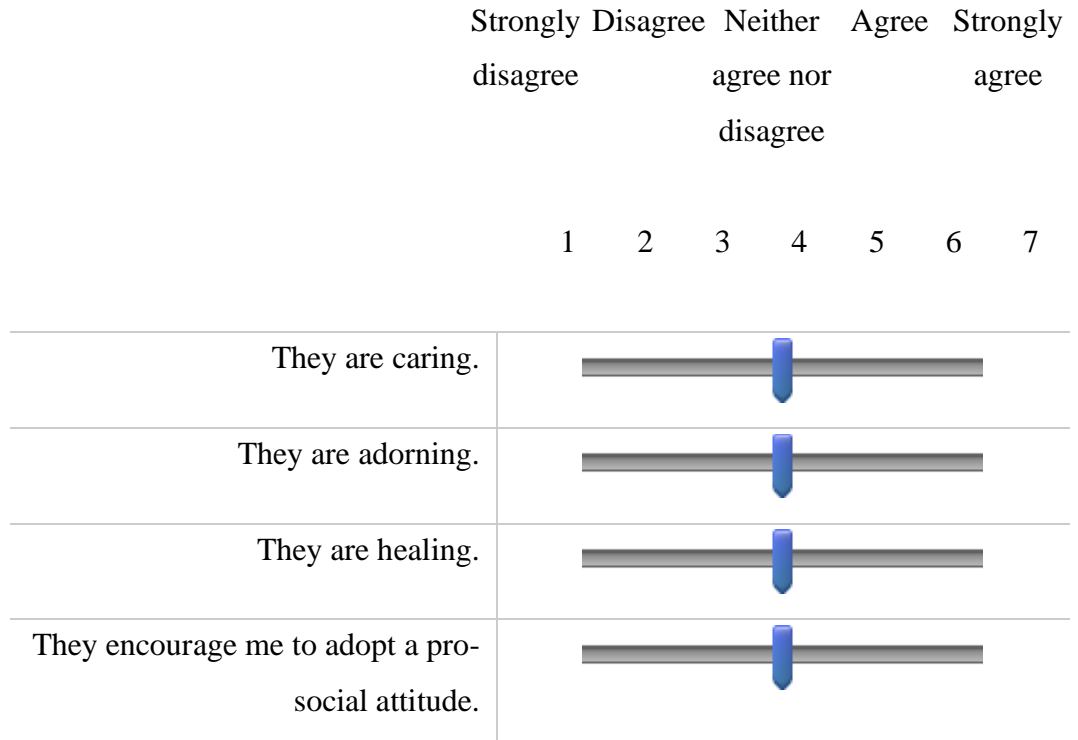 Strongly Disagree Neither Agree Strongly
disagree agree nor agree
disagree
1 2 3 4 5 6 7
They are caring.
They are adorning.
They are healing.
They encourage me to adopt a pro-
social attitude.